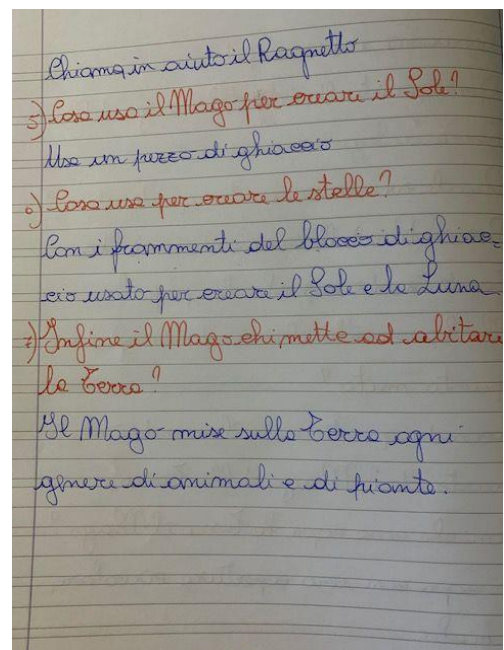 Chiama in aiuto il Ragnetto
5) Cosa usa il Mago per creare il Sole?
Usa un pezzo di ghiaccio
6) Cosa usa per creare le stelle?
Con i frammenti del blocco di ghiac=
cio usato per creare il Sole e la Luna.
7) Infine il Mago chi mette ad abitare
la Terra?
Il Mago mise sulla Terra ogni
genere di animali e di piante.